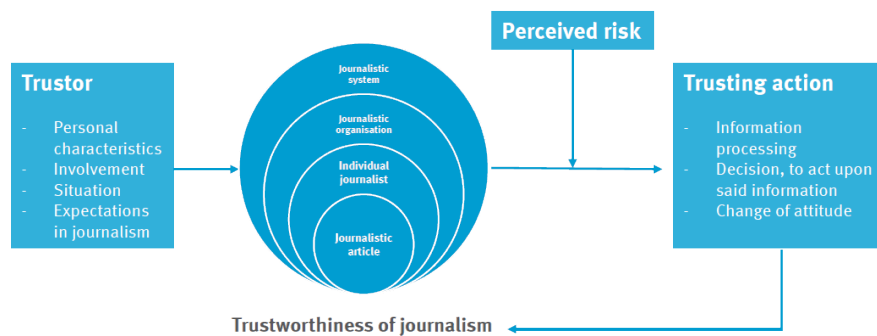 Perceived risk
Trustor
- Personal
characteristics
- Involvement
- Situation
- Expectations
in journalism
Journalistic
system
Journalistic
organisation
Individual
journalist
Journalistic
article
Trusting action
- Information
processing
- Decision, to act upon
said information
- Change of attitude
Trustworthiness of journalism